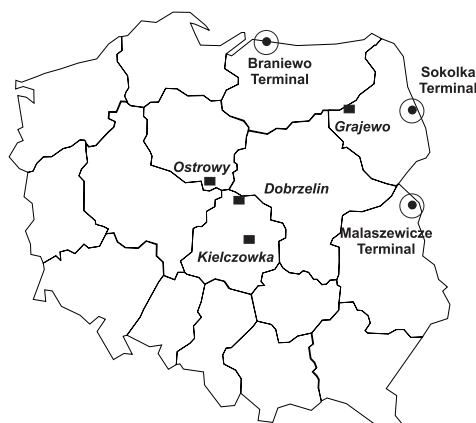 Braniewo
Terminal
Sokolka
Terminal
Grajewo
Ostrowy
Dobrzelin
Malaszewicze
Terminal
Kielczowka